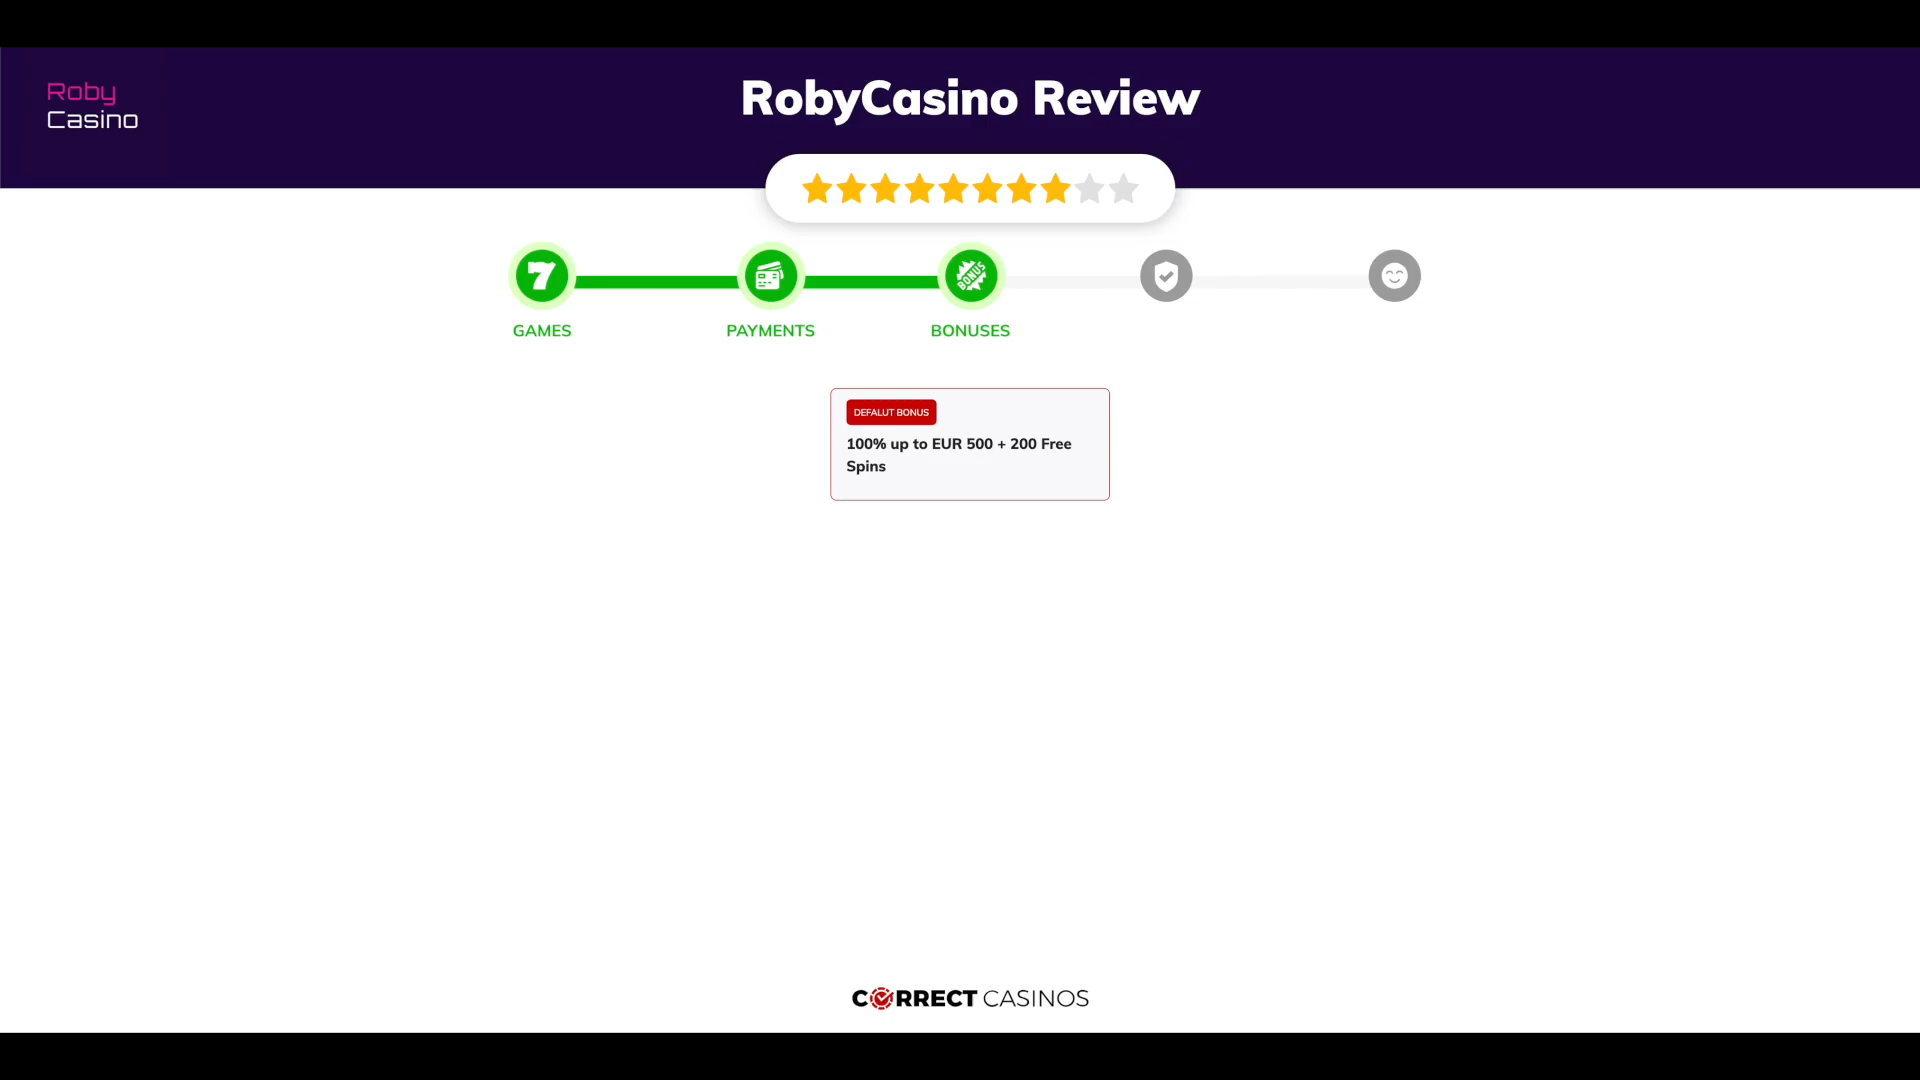 Roby
Casino
RobyCasino Review
GAMES
PAYMENTS
BONUS
BONUSES
DEFALUT BONUS
100% up to EUR 500 + 200 Free
Spins
CORRECT CASINOS